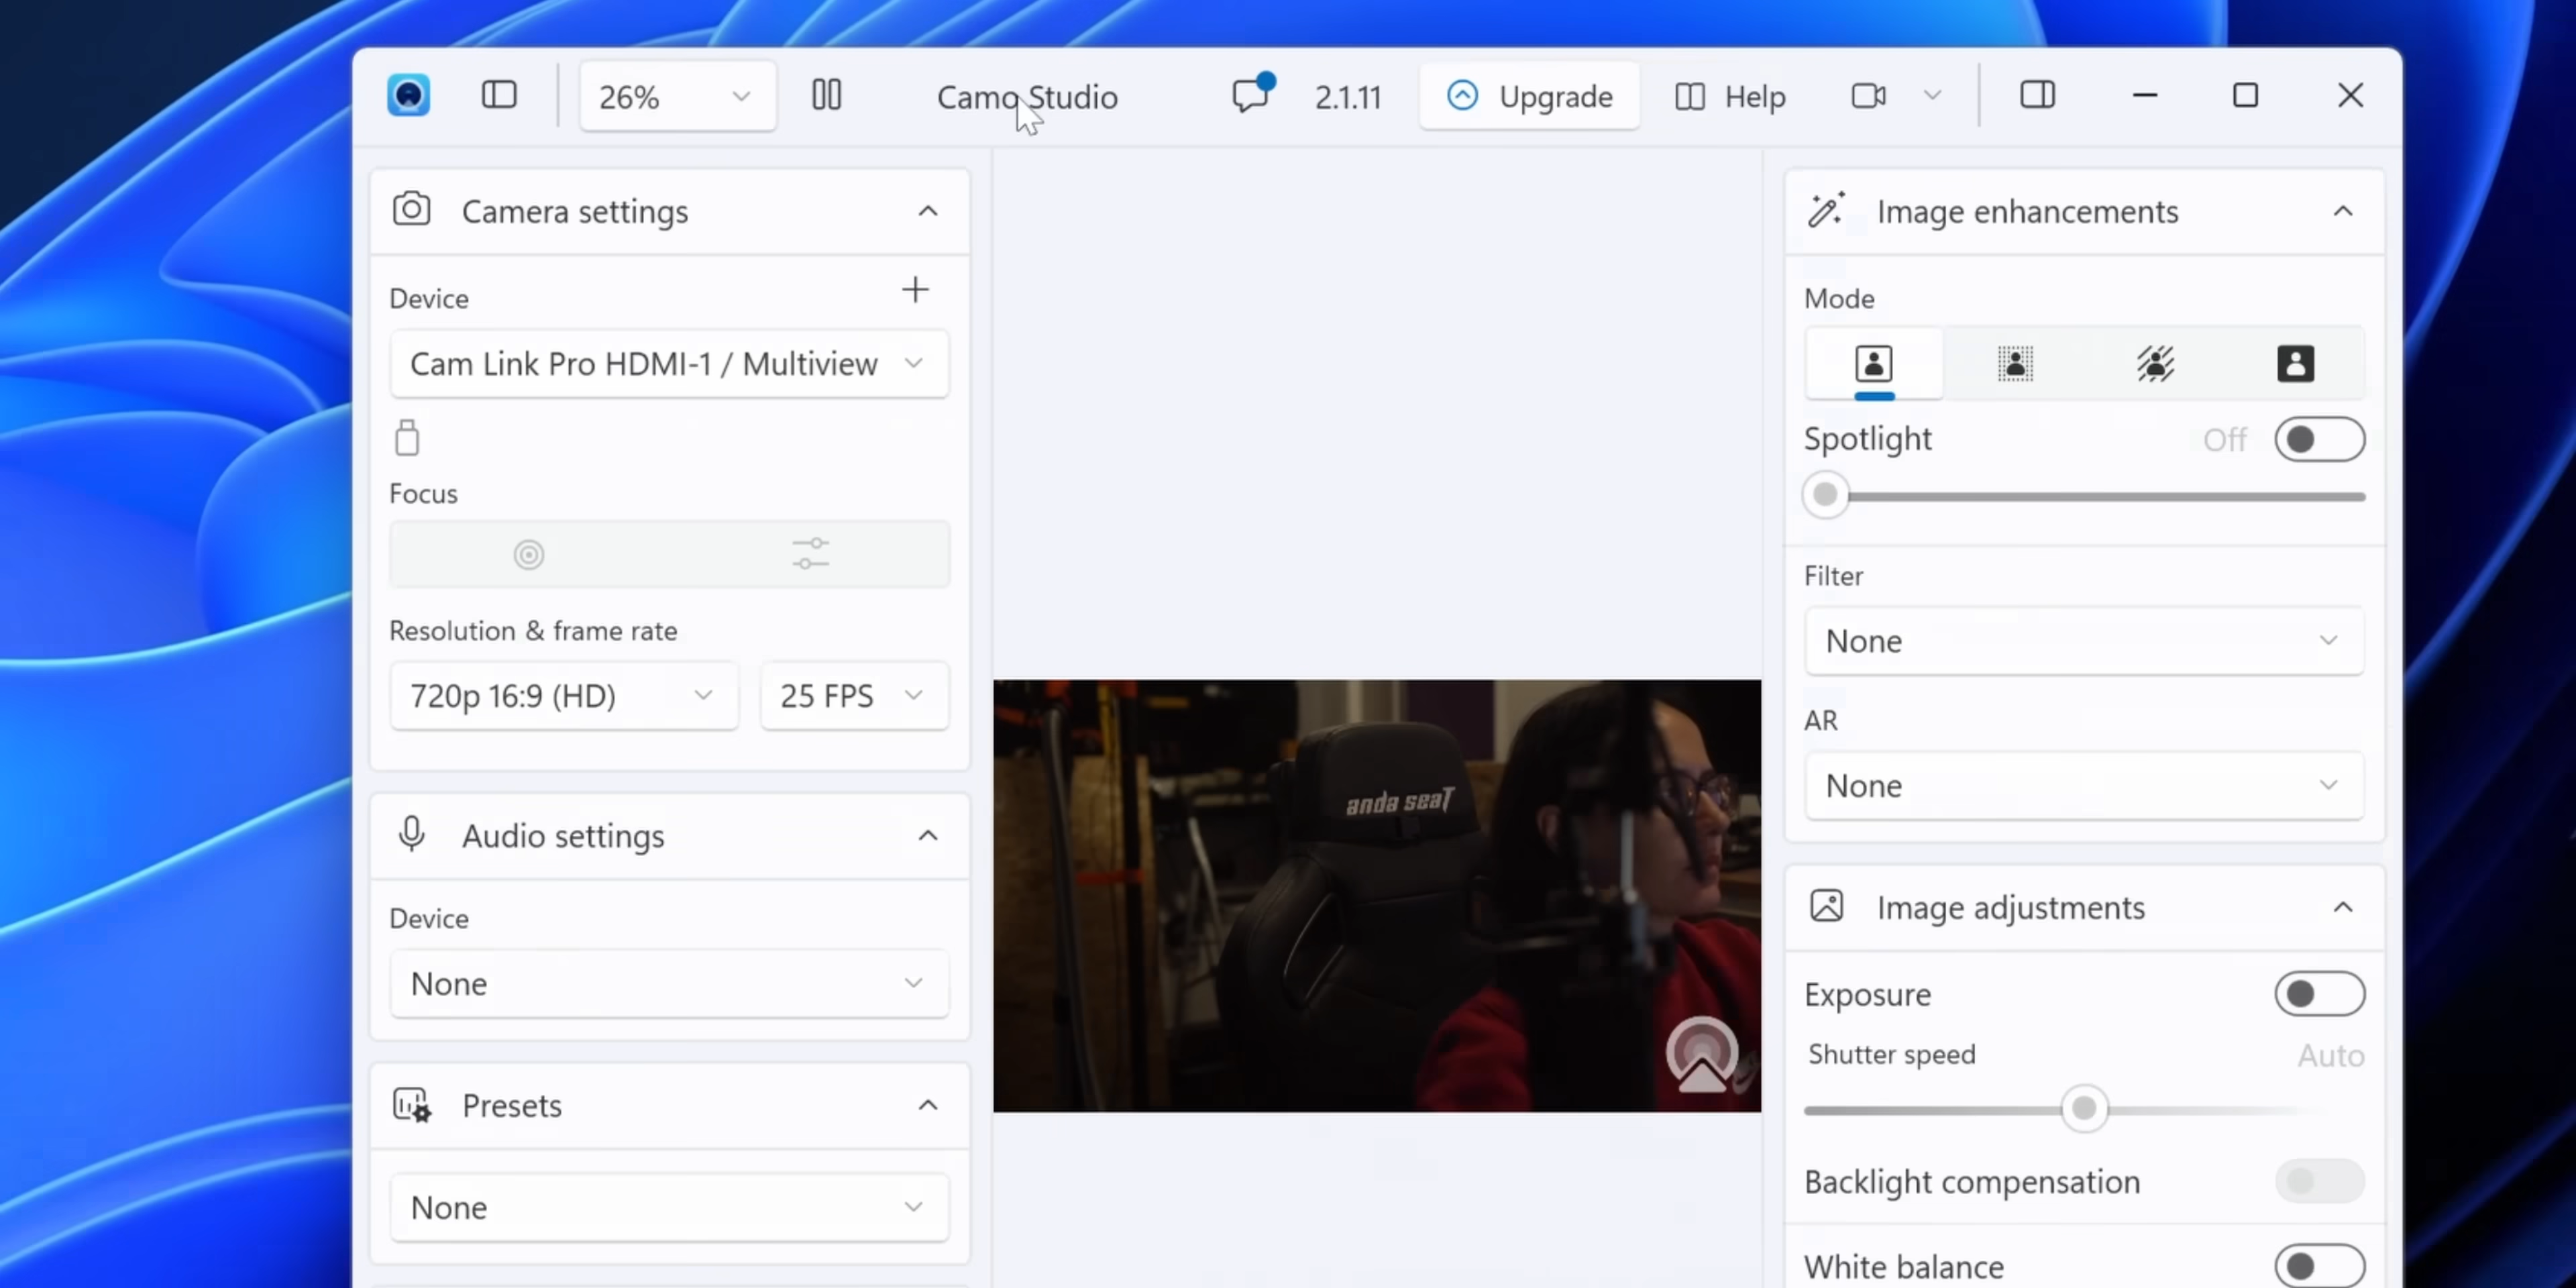 26%
Camo Studio
2.1.11
Upgrade
Help
Camera settings
Device
Cam Link Pro HDMI-1 / Multiview
Focus
Resolution & frame rate
720p 16:9 (HD)
25 FPS
Audio settings
Device
None
Presets
None
anda seaT
Image enhancements
Mode
Spotlight
Off
Filter
None
AR
None
Image adjustments
Exposure
Shutter speed
Auto
Backlight compensation
White balance